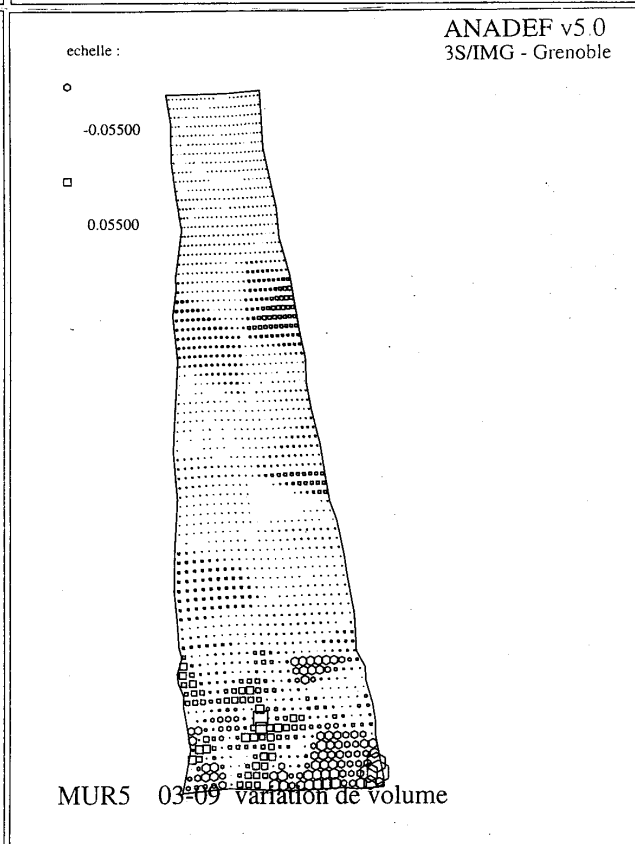 ANADEF v5.0
3S/IMG - Grenoble
echelle :
-0.05500
0.05500
MUR5 03-09 variation de volume